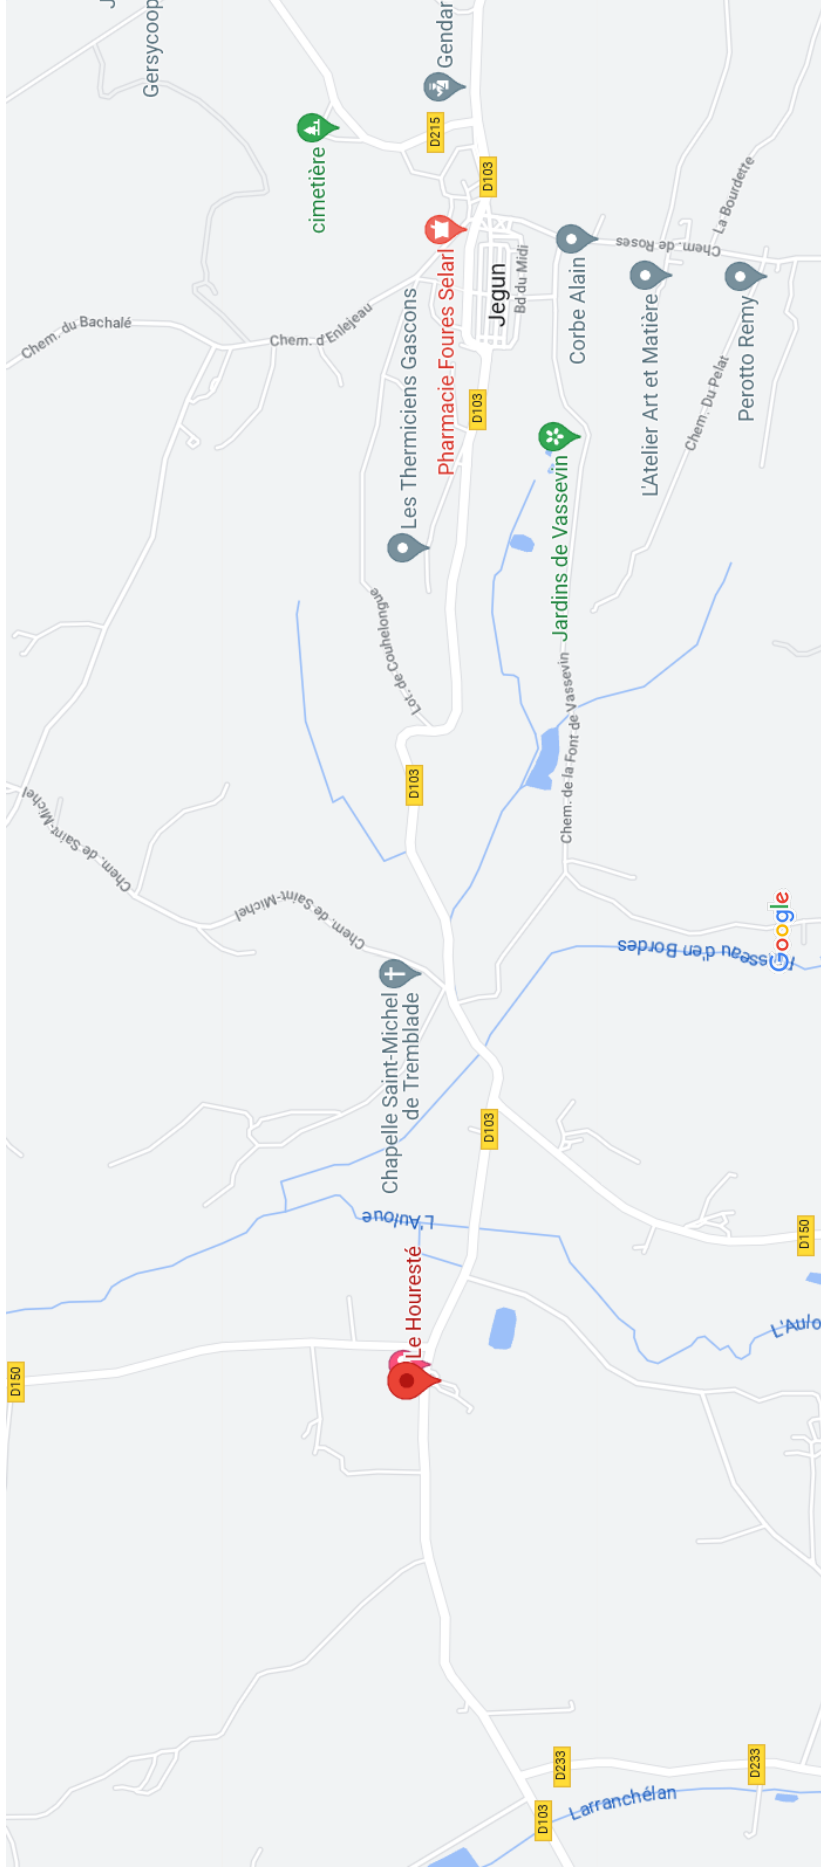 J
Gersycoop
Gendar
cimetière
D215
D103
Pharmacie Foures Selarl
La Bourdette
Chem. de Roses
Corbe Alain
Jegun
Bd du Midi
L'Atelier Art et Matière
Perotto Remy
Chem. du Bachalé
Chem. d'Enlejeau
Les Thermiciens Gascons
Chem. Du Pelat
D103
Jardins de Vassevin
Lot. de Couhelongue
Chem. de la Font de Vassevin
D103
Chem. de Saint-Michel
Chem. de Saint-Michel
Google
d'en Bordes
Chapelle Saint-Michel
de Tremblade
D103
L'Auloue
D150
Le Houresté
L'Aulo
D150
D233
D233
Larranchélan
D103